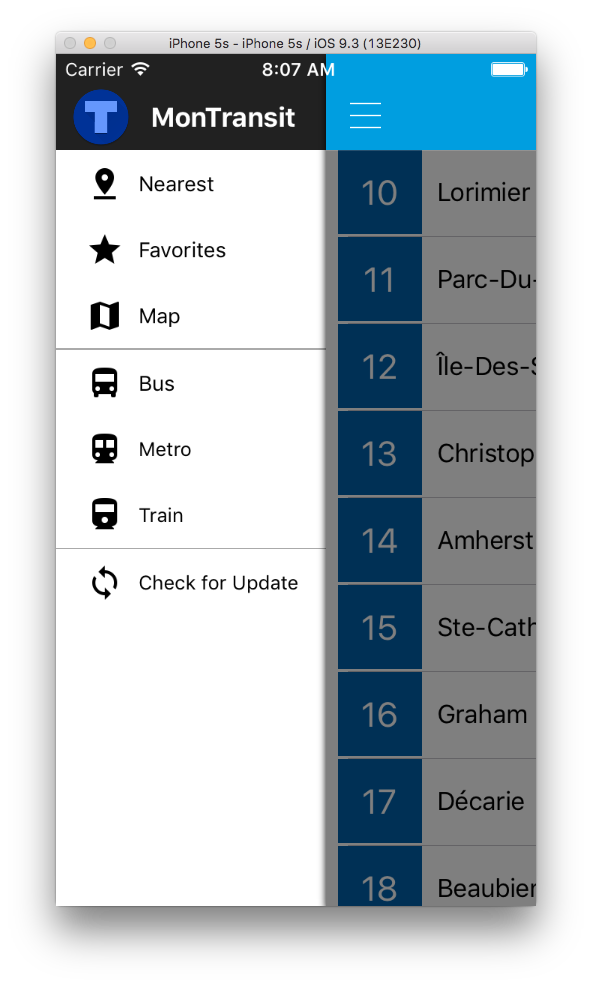 iPhone 5s - iPhone 5s / iOS 9.3 (13E230)
Carrier 8:07 AM
T MonTransit
Nearest
Favorites
Map
Bus
Metro
Train
Check for Update
10 Lorimier
11 Parc-Du-
12 Île-Des-S
13 Christop
14 Amherst
15 Ste-Cath
16 Graham
17 Décarie
18 Beaubien